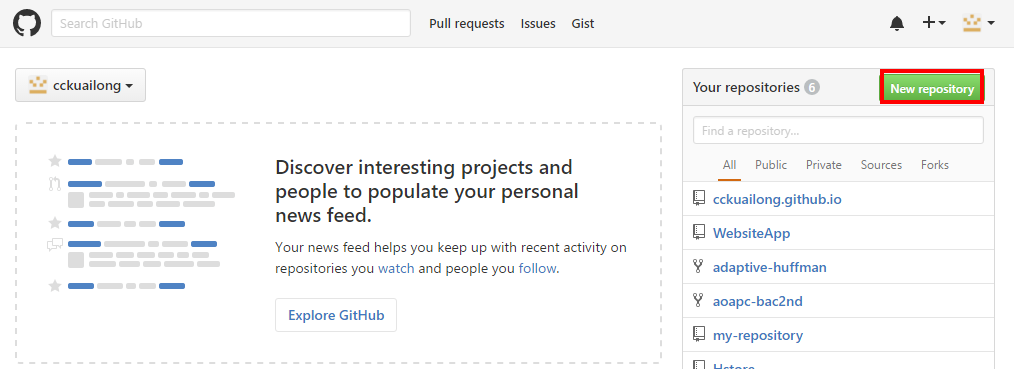 Search GitHub
Pull requests Issues Gist
cckuailong
Discover interesting projects and
people to populate your personal
news feed.
Your news feed helps you keep up with recent activity on
repositories you watch and people you follow.
Explore GitHub
Your repositories 6
New repository
Find a repository...
All Public Private Sources Forks
cckuailong.github.io
WebsiteApp
adaptive-huffman
aoapc-bac2nd
my-repository
Hstore